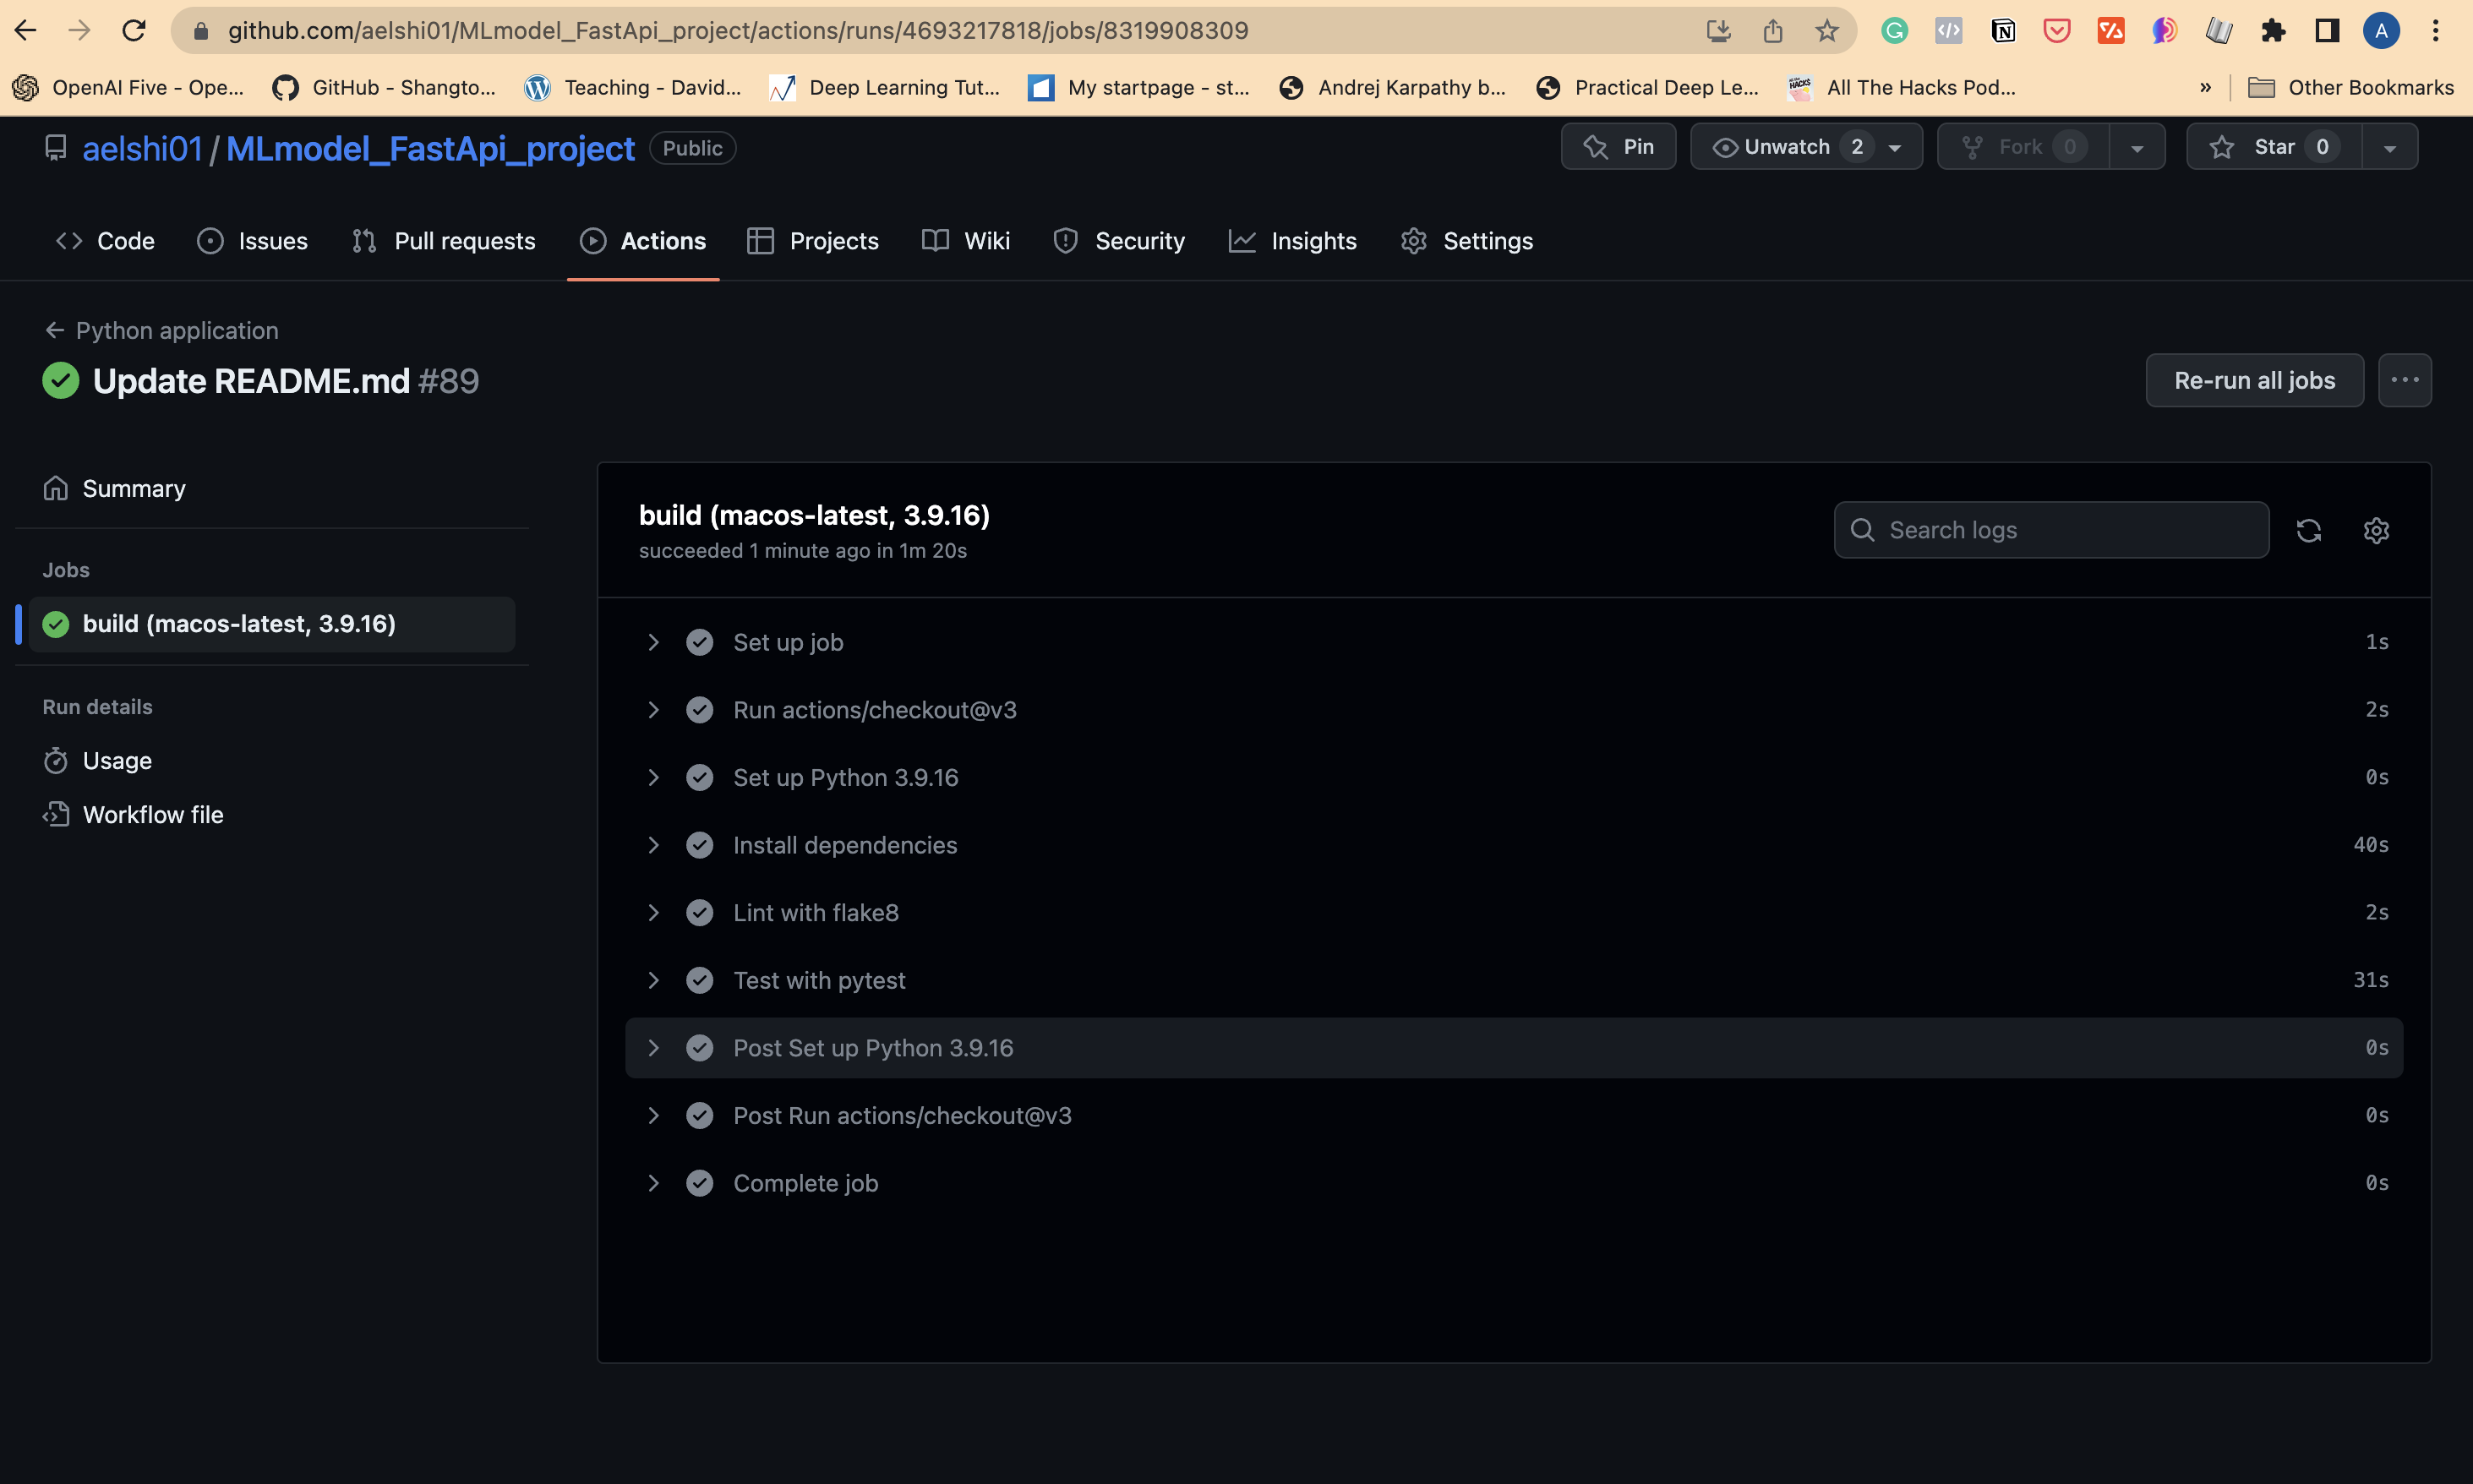 github.com/aelshi01/MLmodel_FastApi_project/actions/runs/4693217818/jobs/8319908309
A
OpenAI Five - Ope... GitHub - Shangto... Teaching - David... Deep Learning Tut... My startpage - st... Andrej Karpathy b... Practical Deep Le... All The Hacks Pod... » Other Bookmarks
aelshi01 / MLmodel_FastApi_project Public Pin Unwatch 2 Fork 0 Star 0
Code Issues Pull requests Actions Projects Wiki Security Insights Settings
Python application
Update README.md #89 Re-run all jobs
Summary
Jobs
build (macos-latest, 3.9.16)
Run details
Usage
Workflow file
build (macos-latest, 3.9.16)
succeeded 1 minute ago in 1m 20s
Search logs
Set up job 1s
Run actions/checkout@v3 2s
Set up Python 3.9.16 0s
Install dependencies 40s
Lint with flake8 2s
Test with pytest 31s
Post Set up Python 3.9.16 0s
Post Run actions/checkout@v3 0s
Complete job 0s